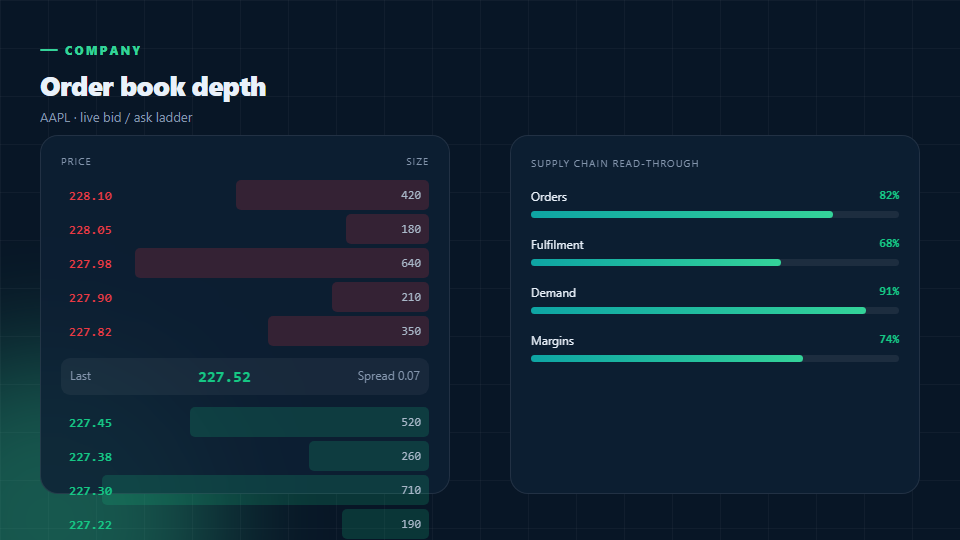 COMPANY
Order book depth
AAPL · live bid / ask ladder
PRICE SIZE
228.10 420
228.05 180
227.98 640
227.90 210
227.82 350
Last 227.52 Spread 0.07
227.45 520
227.38 260
227.30 710
227.22 190
SUPPLY CHAIN READ-THROUGH
Orders 82%
Fulfilment 68%
Demand 91%
Margins 74%